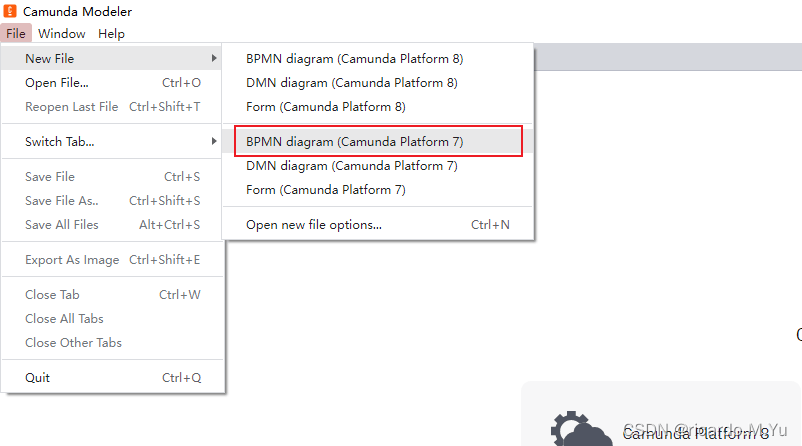 Camunda Modeler
File Window Help
New File
Open File... Ctrl+O
Reopen Last File Ctrl+Shift+T
Switch Tab...
Save File Ctrl+S
Save File As.. Ctrl+Shift+S
Save All Files Alt+Ctrl+S
Export As Image Ctrl+Shift+E
Close Tab Ctrl+W
Close All Tabs
Close Other Tabs
Quit Ctrl+Q
BPMN diagram (Camunda Platform 8)
DMN diagram (Camunda Platform 8)
Form (Camunda Platform 8)
BPMN diagram (Camunda Platform 7)
DMN diagram (Camunda Platform 7)
Form (Camunda Platform 7)
Open new file options... Ctrl+N
Camunda Platform 8